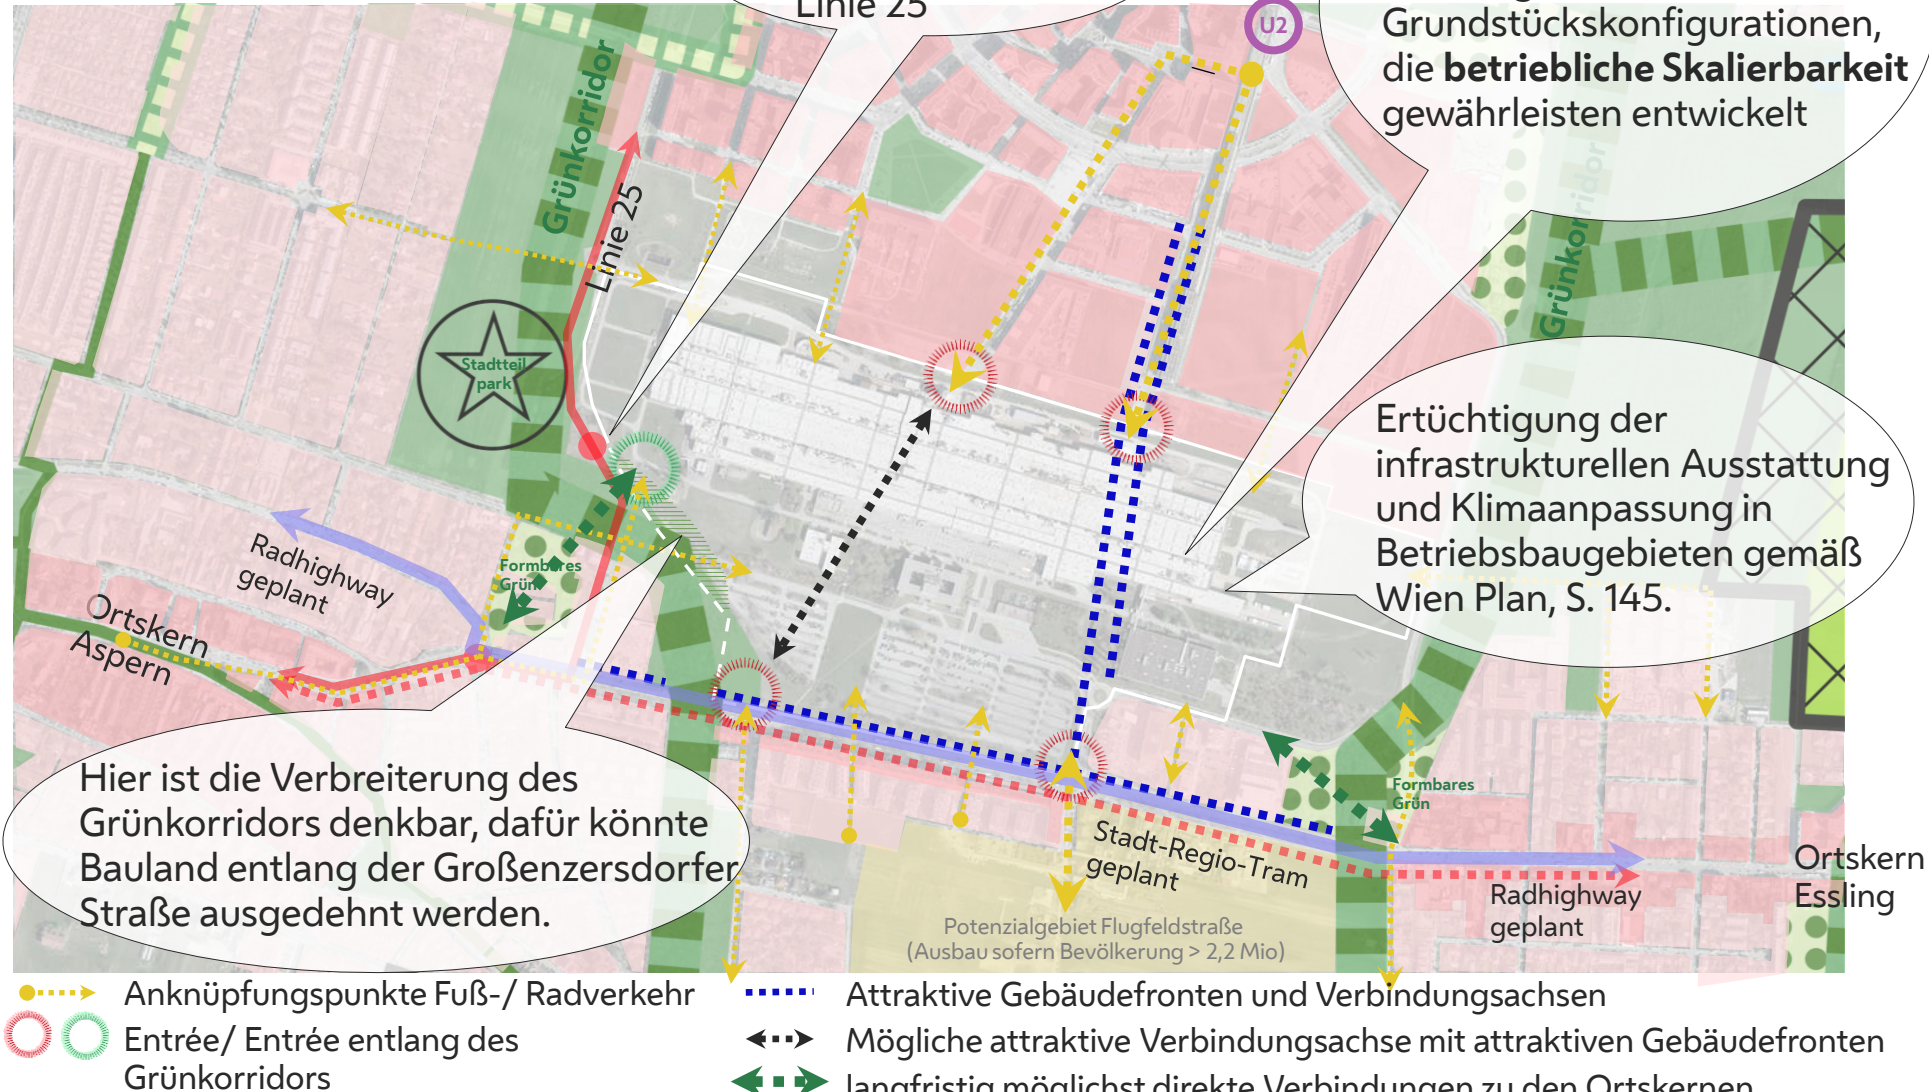 Linie 25
U2
Grundstückskonfigurationen,
die betriebliche Skalierbarkeit
gewährleisten entwickelt
Grünkorridor
Linie 25
Grünkorridor
Stadtteil
park
Ertüchtigung der
infrastrukturellen Ausstattung
und Klimaanpassung in
Betriebsbaugebieten gemäß
Wien Plan, S. 145.
Radhighway
geplant
Formbares
Grün
Ortskern
Aspern
Hier ist die Verbreiterung des
Grünkorridors denkbar, dafür könnte
Bauland entlang der Großenzersdorfer
Straße ausgedehnt werden.
Formbares
Grün
Stadt-Regio-Tram
geplant
Ortskern
Essling
Radhighway
geplant
Potenzialgebiet Flugfeldstraße
(Ausbau sofern Bevölkerung > 2,2 Mio)
Anknüpfungspunkte Fuß-/ Radverkehr
Entrée/ Entrée entlang des
Grünkorridors
Attraktive Gebäudefronten und Verbindungsachsen
Mögliche attraktive Verbindungsachse mit attraktiven Gebäudefronten
langfristig möglichst direkte Verbindungen zu den Ortskernen